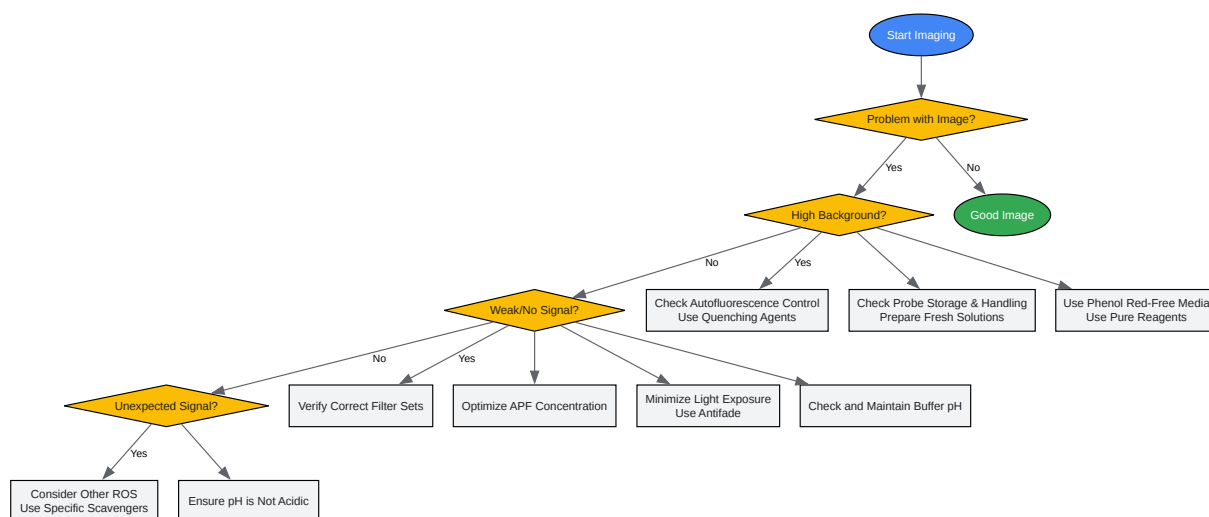 Start Imaging
Problem with Image?
Yes
No
High Background?
Good Image
No
Yes
Weak/No Signal?
Check Autofluorescence Control
Use Quenching Agents
Check Probe Storage & Handling
Prepare Fresh Solutions
Use Phenol Red-Free Media
Use Pure Reagents
No
Yes
Unexpected Signal?
Verify Correct Filter Sets
Optimize APF Concentration
Minimize Light Exposure
Use Antifade
Check and Maintain Buffer pH
Yes
Consider Other ROS
Use Specific Scavengers
Ensure pH is Not Acidic